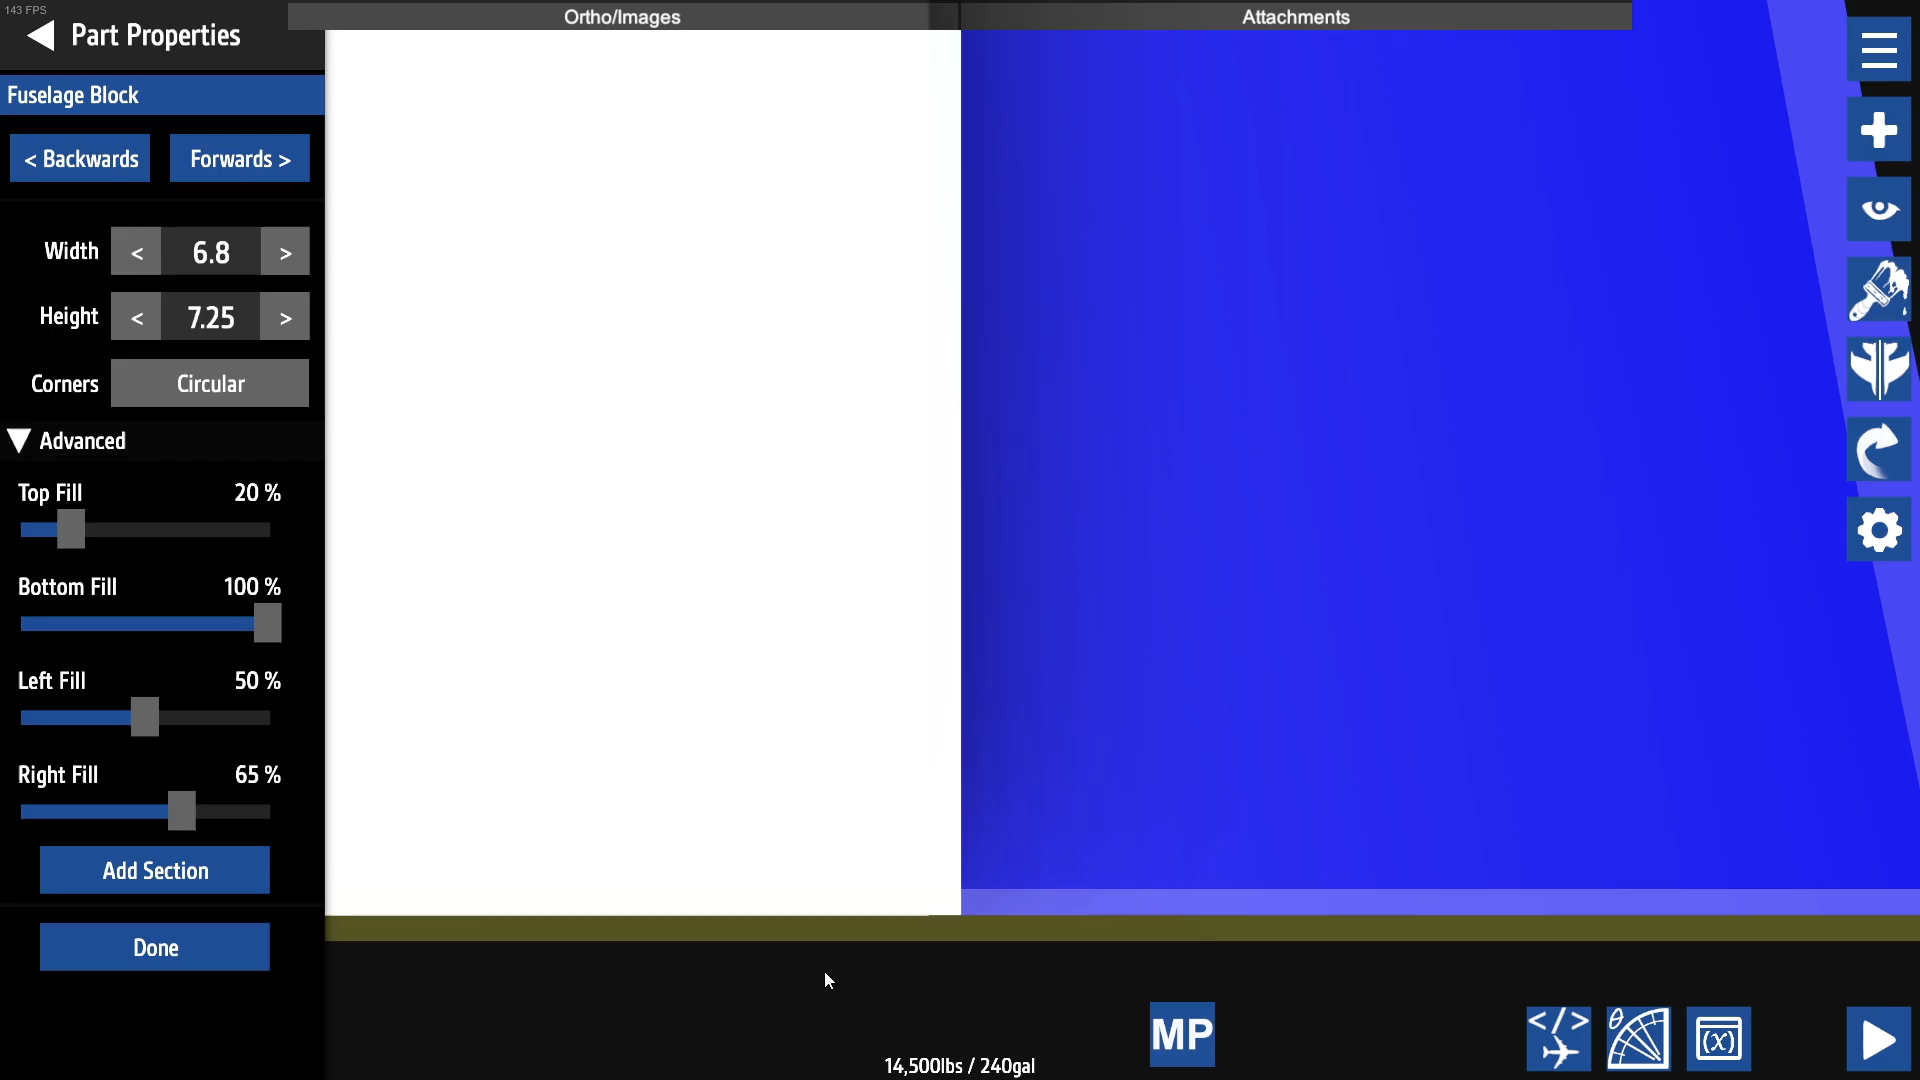 143 FPS
Part Properties
Ortho/Images
Attachments
Fuselage Block
< Backwards
Forwards >
Width
<
6.8
>
Height
<
7.25
>
Corners
Circular
Advanced
Top Fill
20 %
Bottom Fill
100 %
Left Fill
50 %
Right Fill
65 %
Add Section
Done
MP
14,500lbs / 240gal
</>
θ
(x)